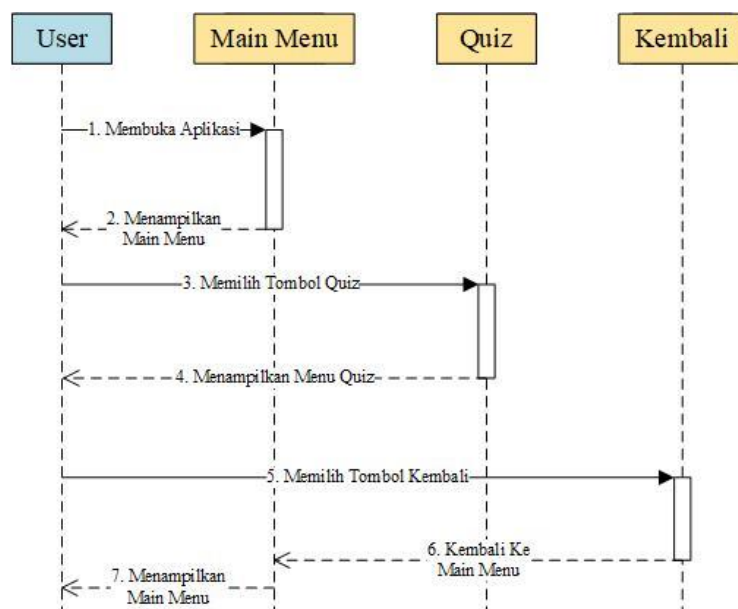 User
Main Menu
Quiz
Kembali
1. Membuka Aplikasi
2. Menampilkan
Main Menu
3. Memilih Tombol Quiz
4. Menampilkan Menu Quiz
5. Memilih Tombol Kembali
6. Kembali Ke
Main Menu
7. Menampilkan
Main Menu